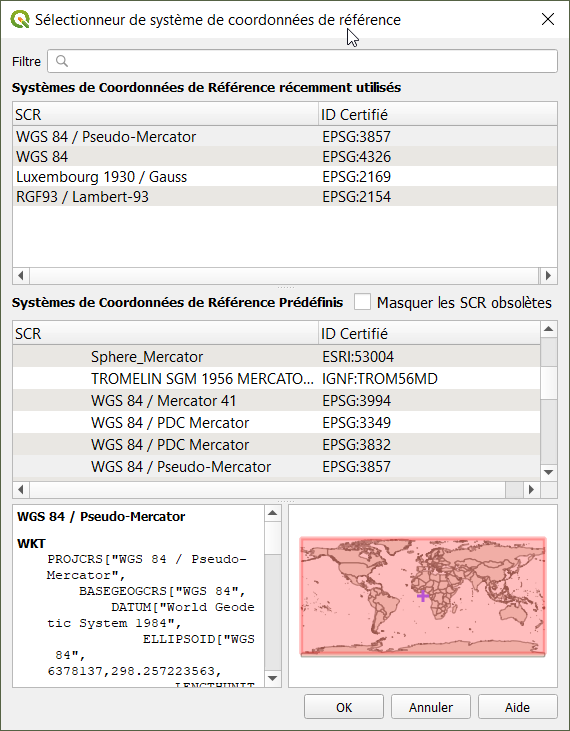 Sélectionneur de système de coordonnées de référence
Filtre
Systèmes de Coordonnées de Référence récemment utilisés
SCR ID Certifié
WGS 84 / Pseudo-Mercator EPSG:3857
WGS 84 EPSG:4326
Luxembourg 1930 / Gauss EPSG:2169
RGF93 / Lambert-93 EPSG:2154
Systèmes de Coordonnées de Référence Prédéfinis Masquer les SCR obsolètes
SCR ID Certifié
Sphere_Mercator ESRI:53004
TROMELIN SGM 1956 MERCATO... IGNF:TROM56MD
WGS 84 / Mercator 41 EPSG:3994
WGS 84 / PDC Mercator EPSG:3349
WGS 84 / PDC Mercator EPSG:3832
WGS 84 / Pseudo-Mercator EPSG:3857
WGS 84 / Pseudo-Mercator
WKT
PROJCRS["WGS 84 / Pseudo-
Mercator",
BASEGEOGCRS["WGS 84",
DATUM["World Geode
tic System 1984",
ELLIPSOID["WGS
84",
6378137,298.257223563,
LENGTHUNIT
OK Annuler Aide